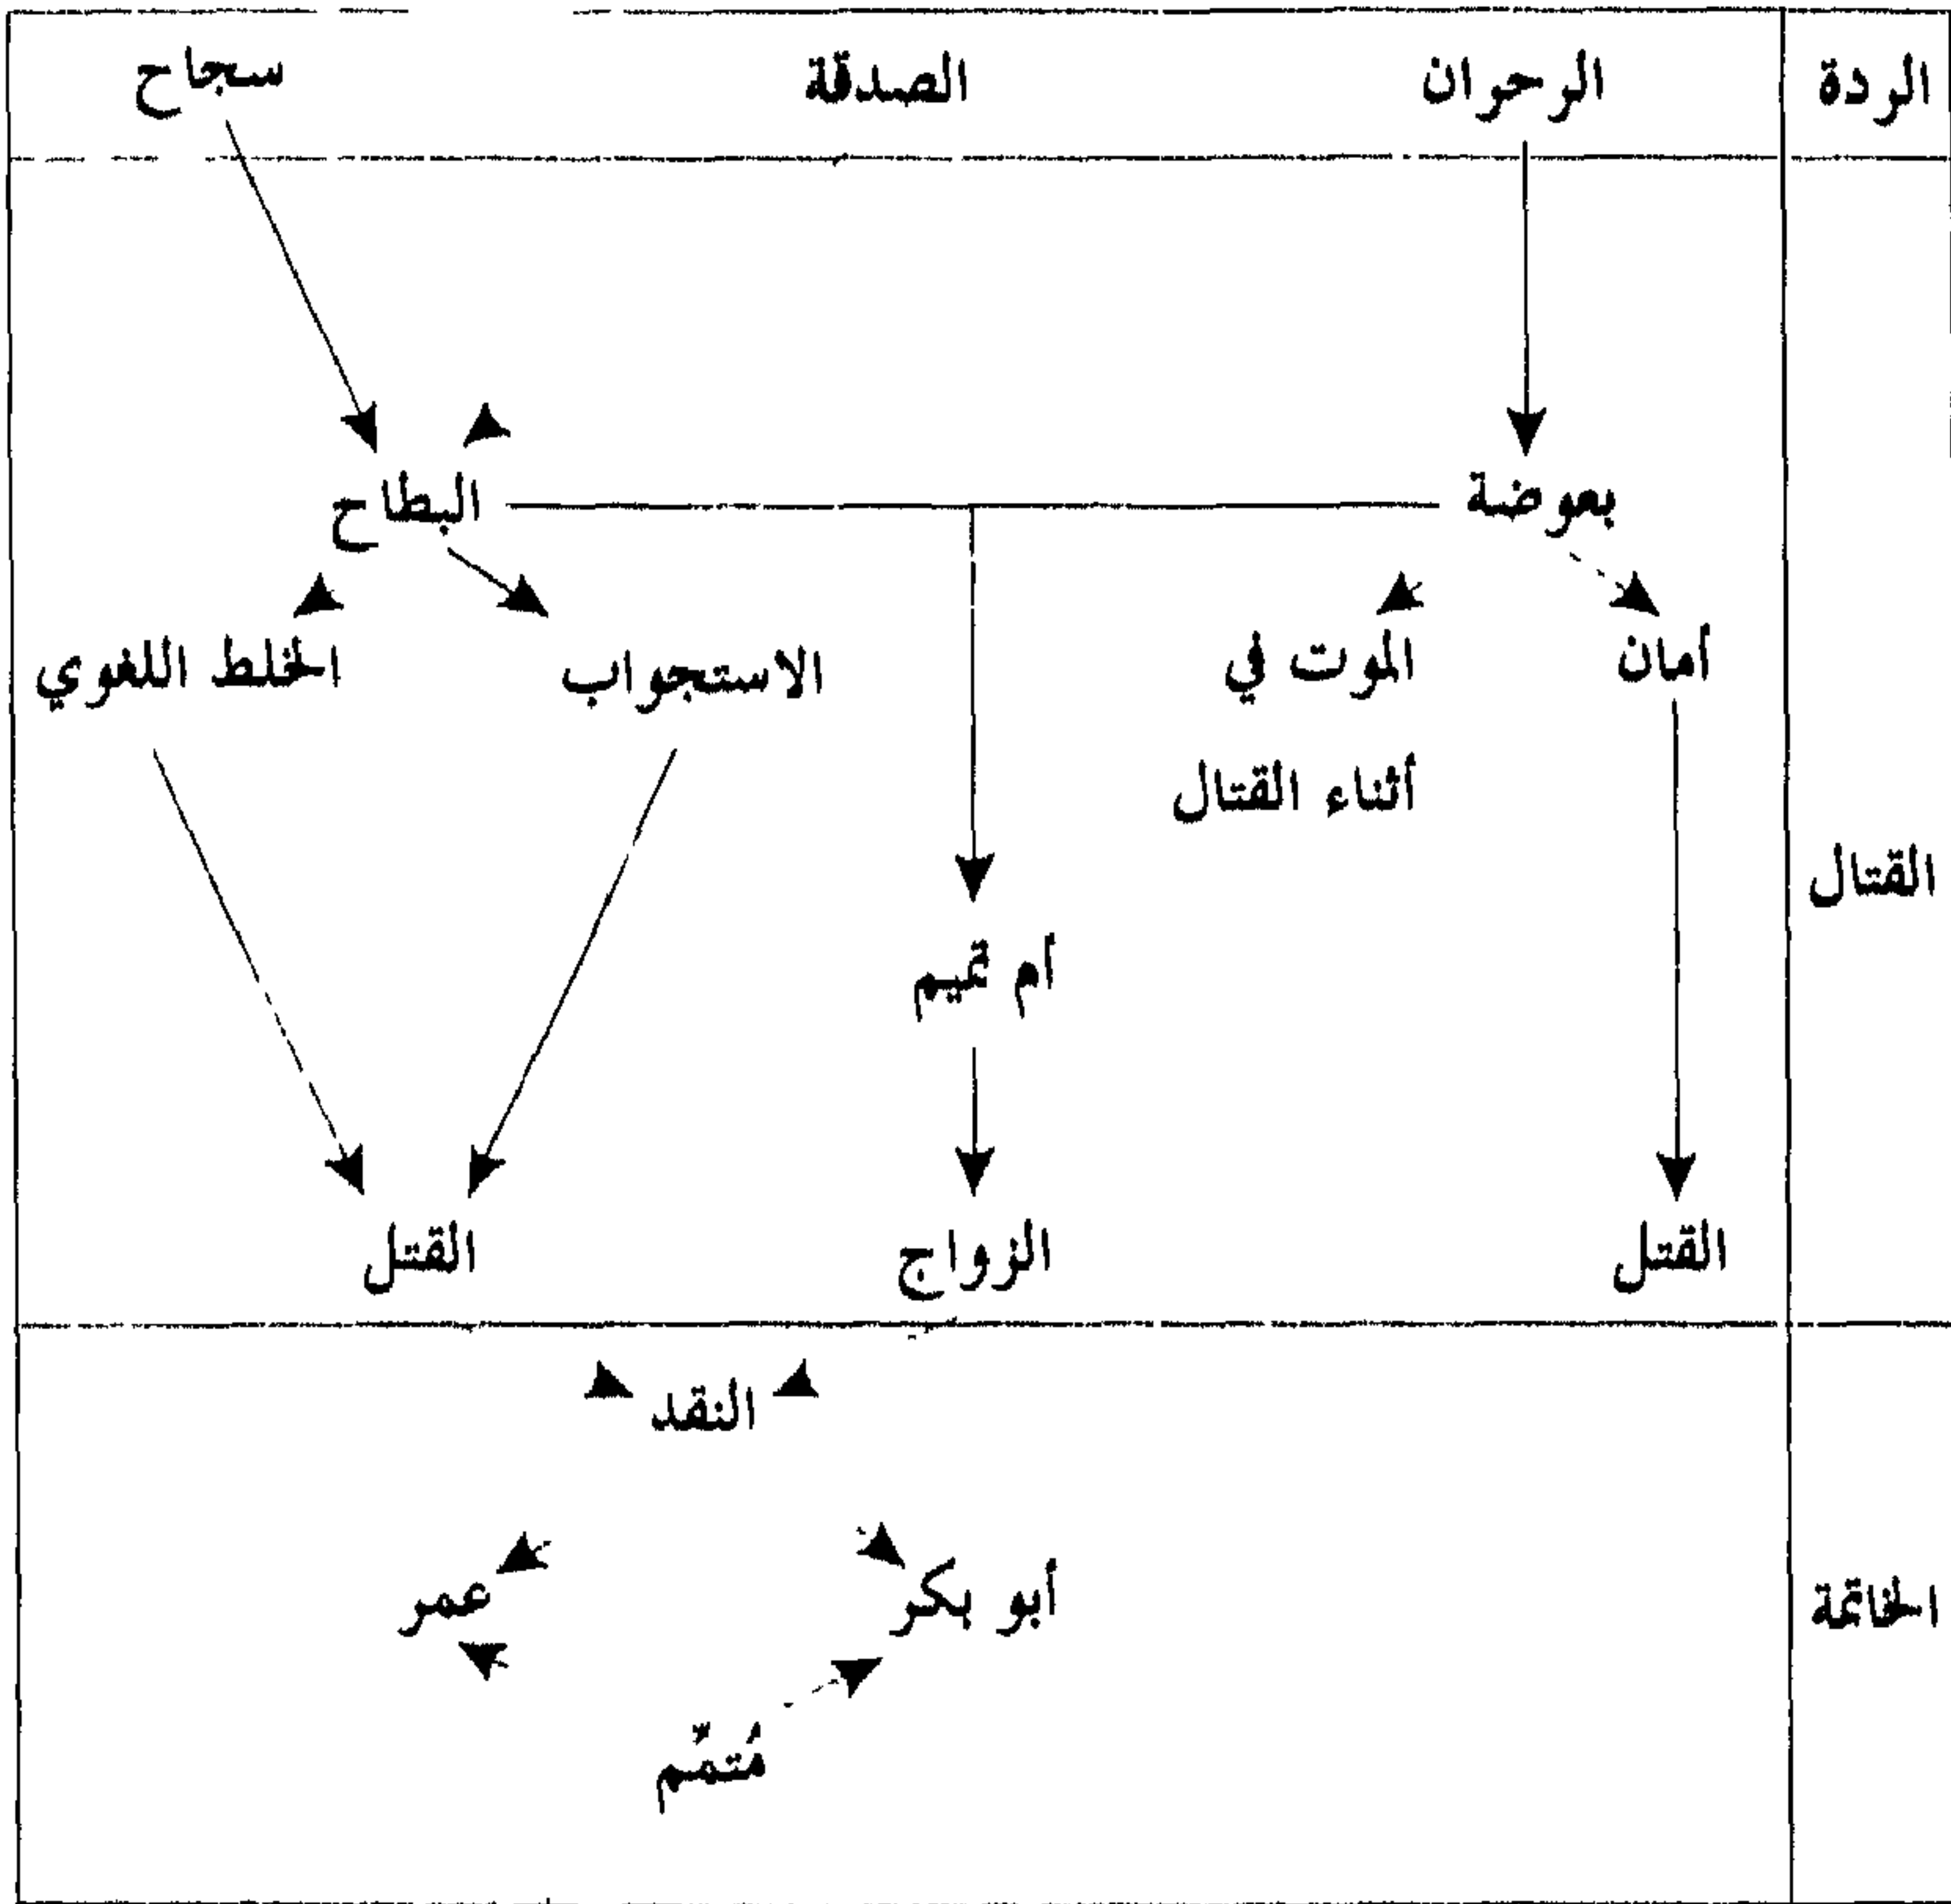 الردة الرحران الصدقة سجاح
بعوضة البطاح
أمان الموت في الاستجواب الخلط اللغوي
أثناء القتال
القتال
أم تميم
القتل الزواج القتل
النقد
الخاتمة أبو بكر عمر
مُتمِّم